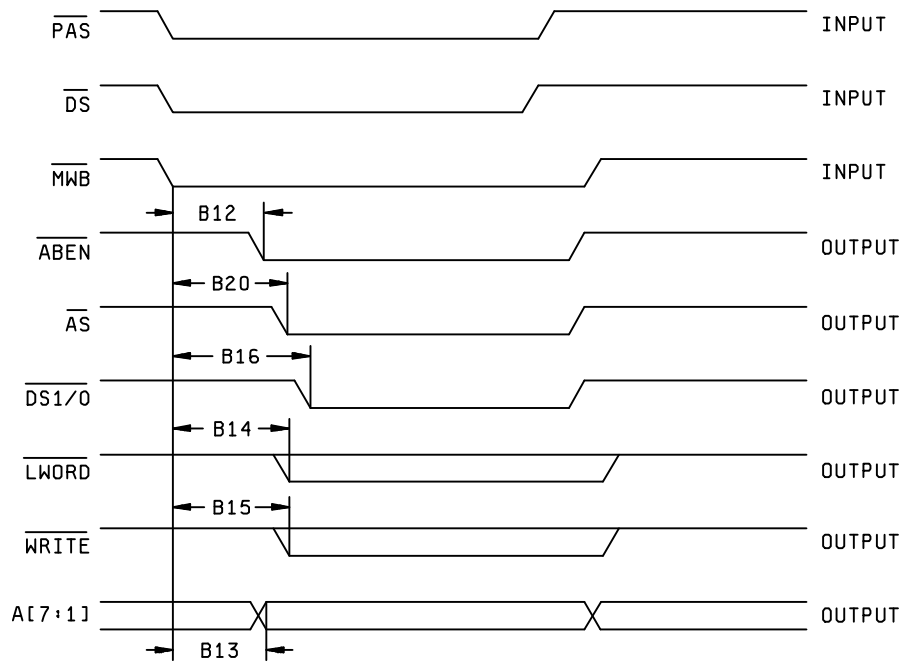 PAS INPUT
DS INPUT
MWB INPUT
B12
ABEN OUTPUT
B20
AS OUTPUT
B16
DS1/0 OUTPUT
B14
LWORD OUTPUT
B15
WRITE OUTPUT
A[7:1] OUTPUT
B13